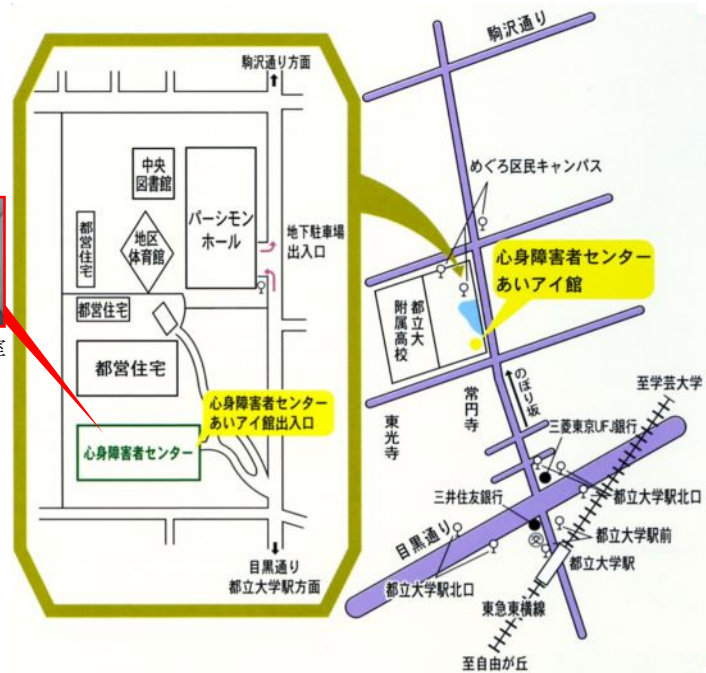 駒沢通り方面
中央
図書館
パーシモン
ホール
地下駐車場
出入口
都営住宅
地区
体育館
都営住宅
都営住宅
心身障害者センター
あいアイ館出入口
心身障害者センター
目黒通り
都立大学駅方面
駒沢通り
めぐろ区民キャンパス
心身障害者センター
あいアイ館
都立大
附属高校
のぼり坂
至学芸大学
東光寺
常円寺
三菱東京UFJ銀行
三井住友銀行
都立大学駅北口
目黒通り
都立大学駅前
都立大学駅
都立大学駅北口
東急東横線
至自由が丘